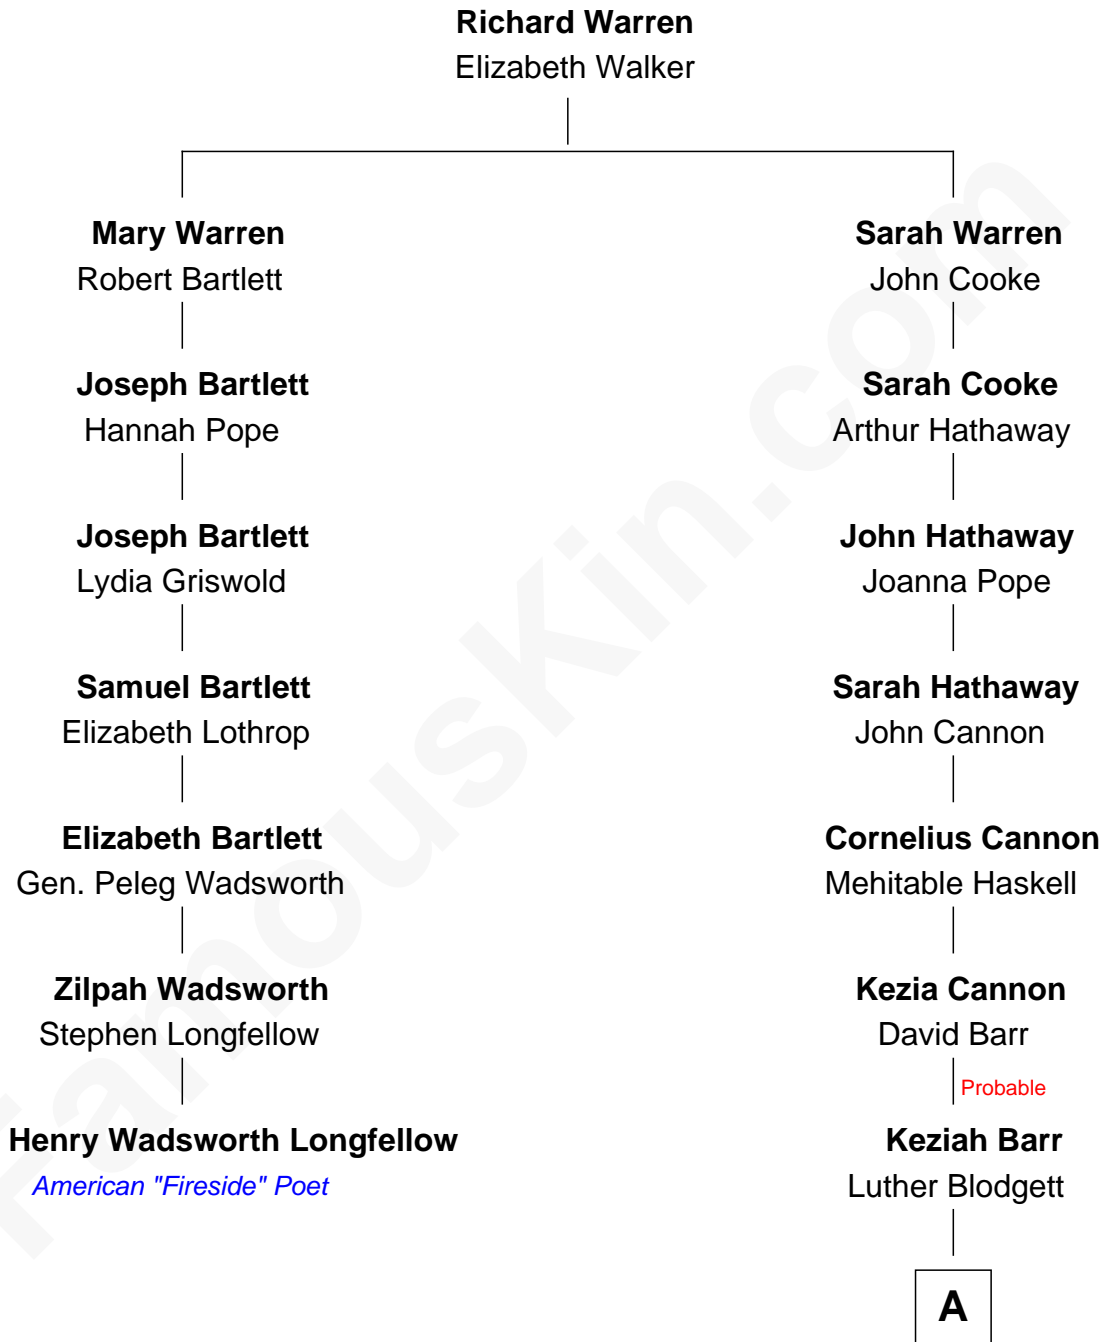 Richard Warren
Elizabeth Walker
Mary Warren
Robert Bartlett
Sarah Warren
John Cooke
Joseph Bartlett
Hannah Pope
Sarah Cooke
Arthur Hathaway
Joseph Bartlett
Lydia Griswold
John Hathaway
Joanna Pope
Samuel Bartlett
Elizabeth Lothrop
Sarah Hathaway
John Cannon
Elizabeth Bartlett
Gen. Peleg Wadsworth
Cornelius Cannon
Mehitable Haskell
Zilpah Wadsworth
Stephen Longfellow
Kezia Cannon
David Barr
Probable
Henry Wadsworth Longfellow
American "Fireside" Poet
Keziah Barr
Luther Blodgett
A
FamousKin.com